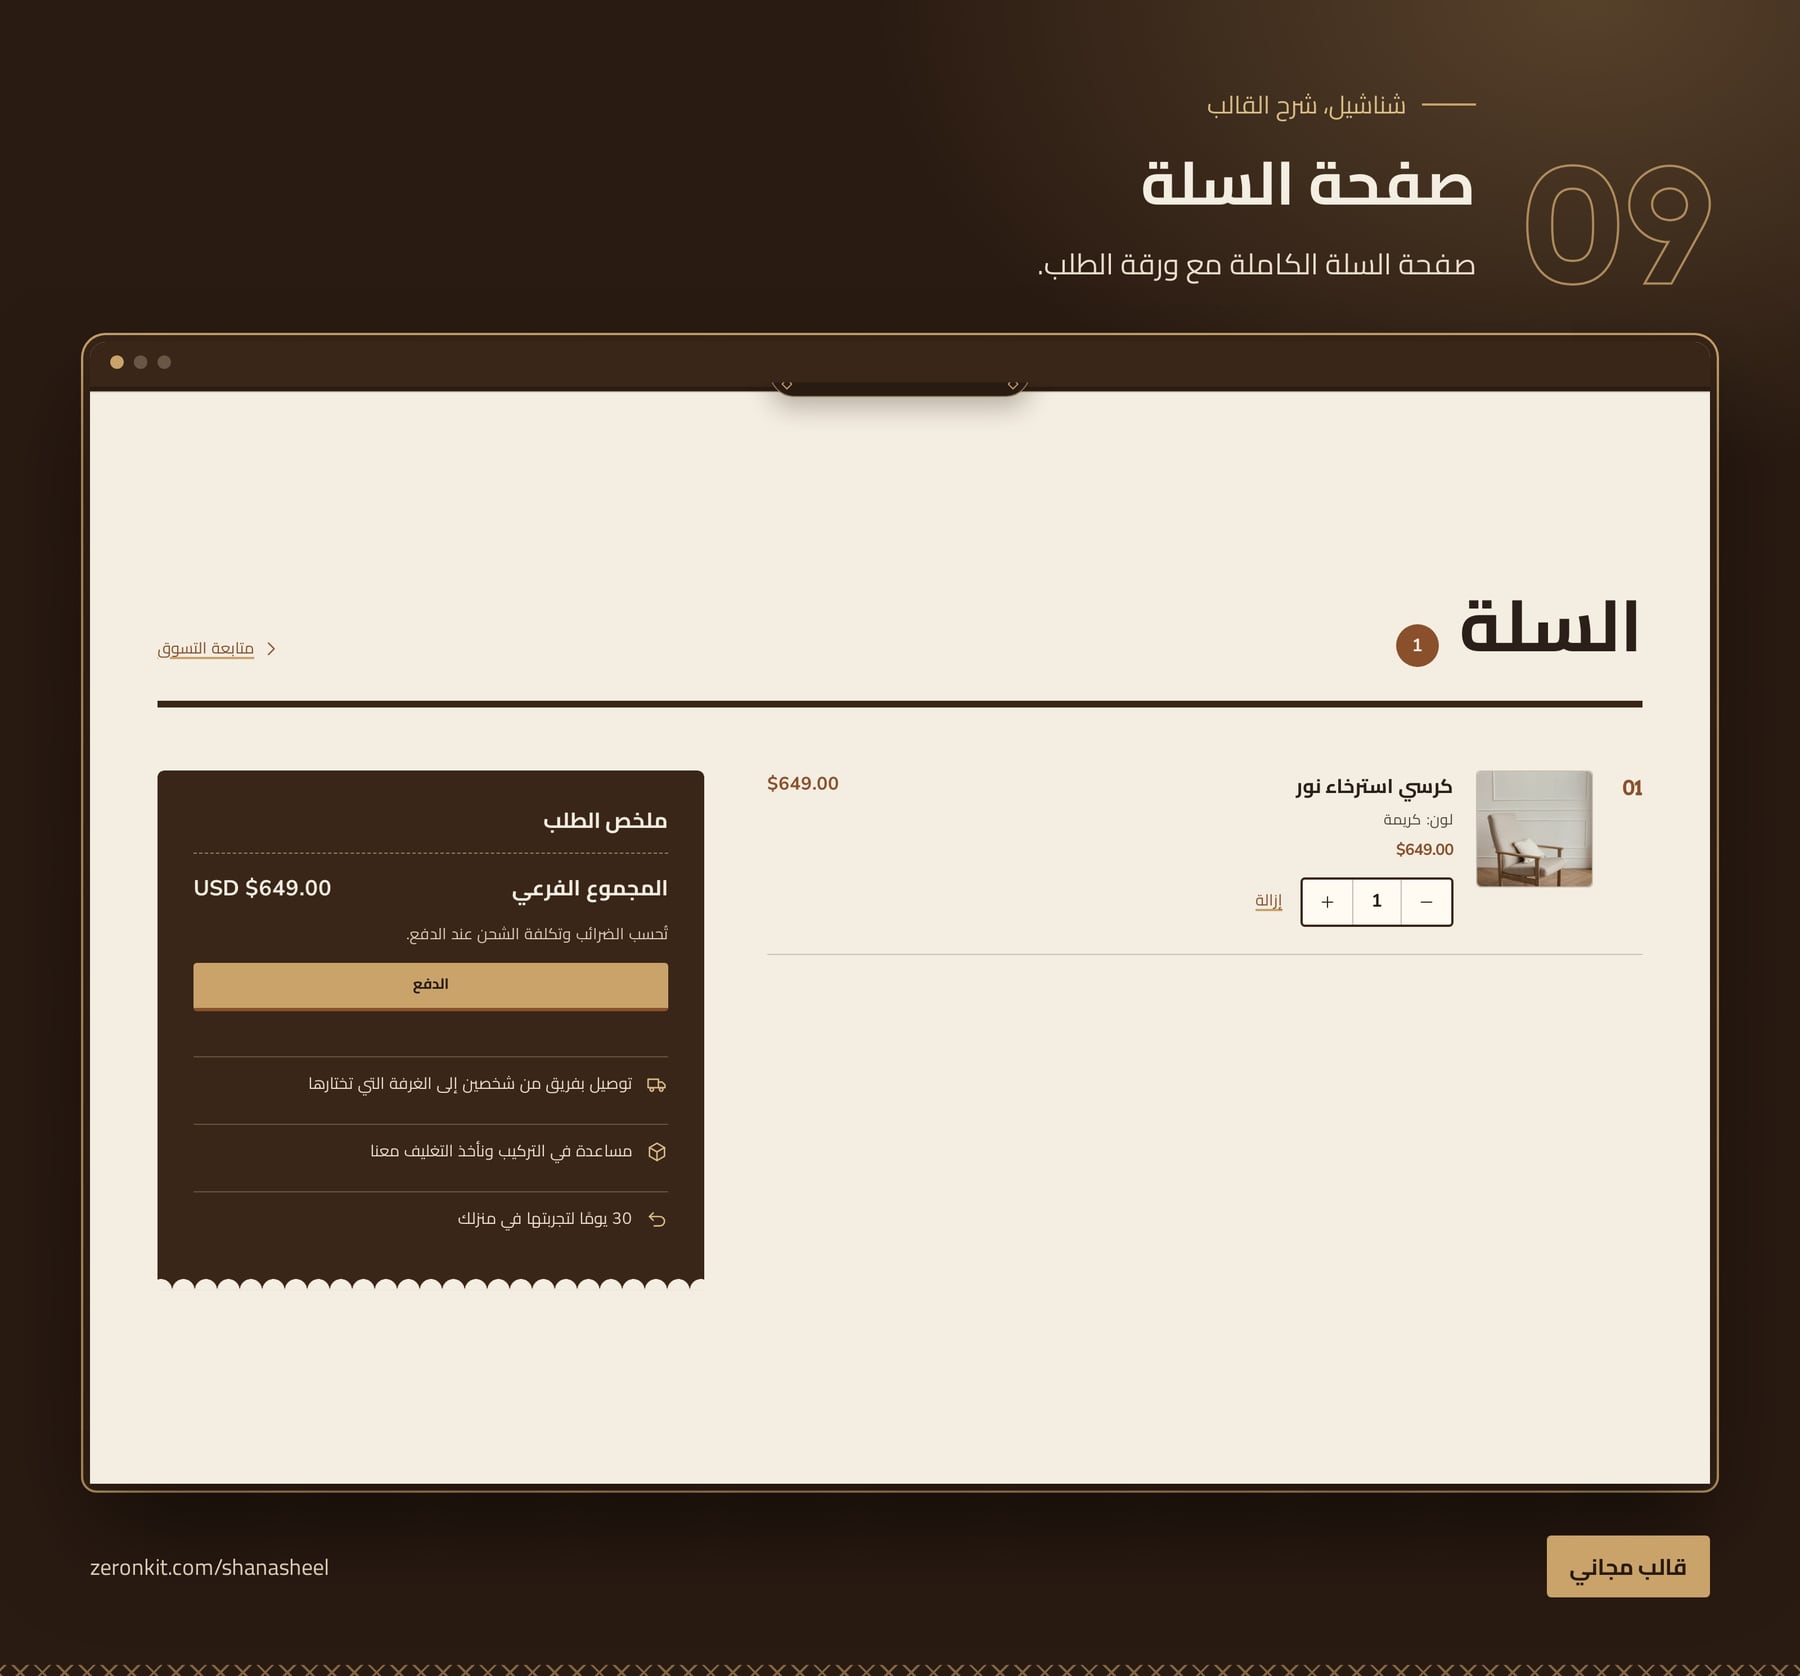 شناشيل، شرح القالب
09
صفحة السلة
صفحة السلة الكاملة مع ورقة الطلب.
السلة 1
متابعة التسوق
01
كرسي استرخاء نور
$649.00
لون: كريمة
$649.00
− 1 +
إزالة
ملخص الطلب
المجموع الفرعي $649.00 USD
تُحسب الضرائب وتكلفة الشحن عند الدفع.
الدفع
توصيل بفريق من شخصين إلى الغرفة التي تختارها
مساعدة في التركيب ونأخذ التغليف معنا
30 يومًا لتجربتها في منزلك
قالب مجاني
zeronkit.com/shanasheel